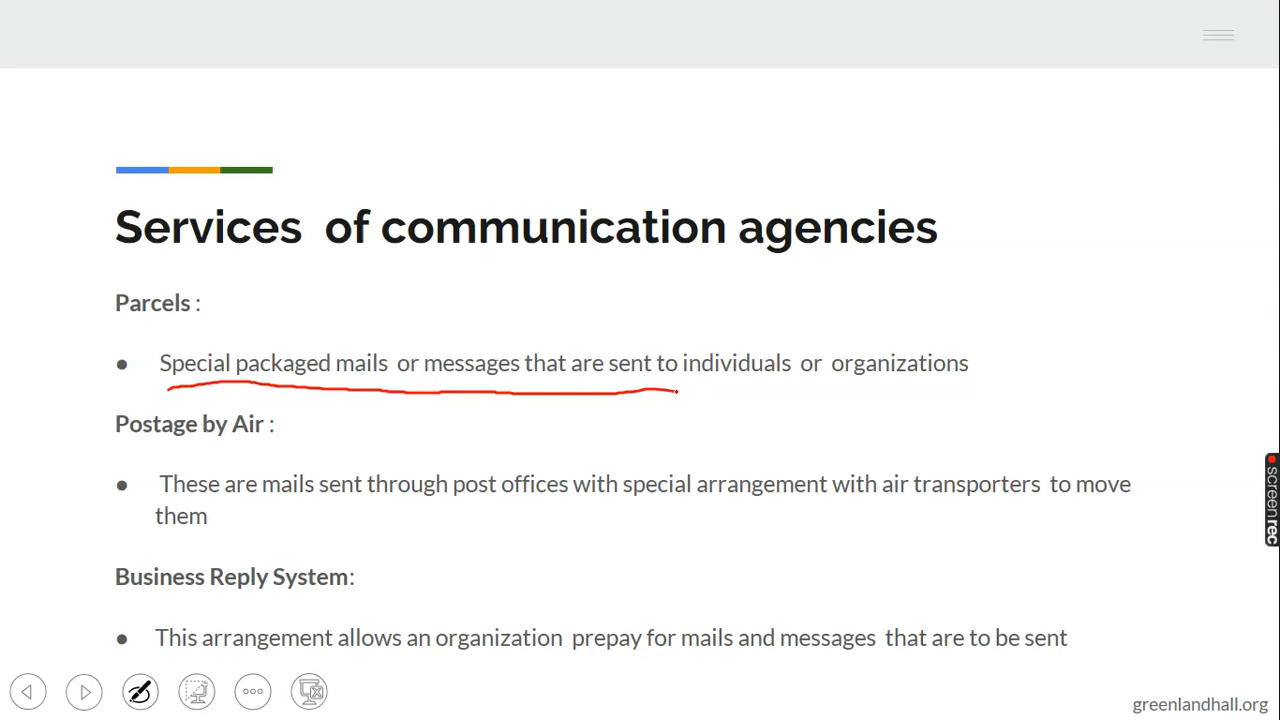 Services of communication agencies
Parcels :
● Special packaged mails or messages that are sent to individuals or organizations
Postage by Air :
● These are mails sent through post offices with special arrangement with air transporters to move
them
Business Reply System:
● This arrangement allows an organization prepay for mails and messages that are to be sent
greenlandhall.org
screenrec